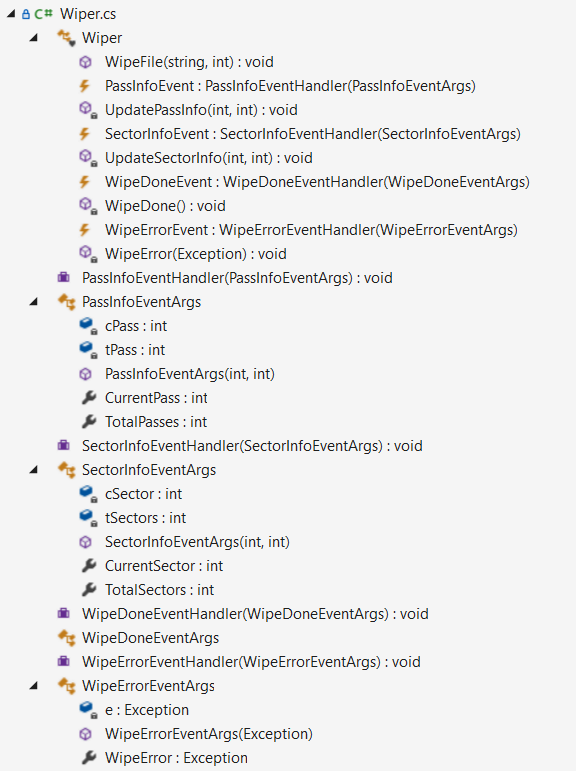 C# Wiper.cs
Wiper
WipeFile(string, int) : void
PassInfoEvent : PassInfoEventHandler(PassInfoEventArgs)
UpdatePassInfo(int, int) : void
SectorInfoEvent : SectorInfoEventHandler(SectorInfoEventArgs)
UpdateSectorInfo(int, int) : void
WipeDoneEvent : WipeDoneEventHandler(WipeDoneEventArgs)
WipeDone() : void
WipeErrorEvent : WipeErrorEventHandler(WipeErrorEventArgs)
WipeError(Exception) : void
PassInfoEventHandler(PassInfoEventArgs) : void
PassInfoEventArgs
cPass : int
tPass : int
PassInfoEventArgs(int, int)
CurrentPass : int
TotalPasses : int
SectorInfoEventHandler(SectorInfoEventArgs) : void
SectorInfoEventArgs
cSector : int
tSectors : int
SectorInfoEventArgs(int, int)
CurrentSector : int
TotalSectors : int
WipeDoneEventHandler(WipeDoneEventArgs) : void
WipeDoneEventArgs
WipeErrorEventHandler(WipeErrorEventArgs) : void
WipeErrorEventArgs
e : Exception
WipeErrorEventArgs(Exception)
WipeError : Exception